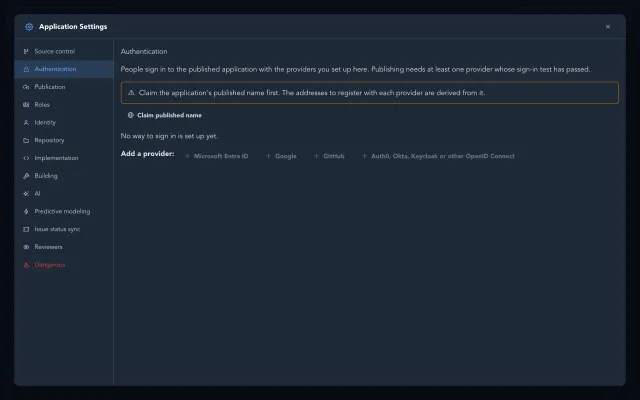 Application Settings
Source control
Authentication
Publication
Roles
Identity
Repository
Implementation
Building
AI
Predictive modeling
Issue status sync
Reviewers
Dangerous
Authentication
People sign in to the published application with the providers you set up here. Publishing needs at least one provider whose sign-in test has passed.
Claim the application's published name first. The addresses to register with each provider are derived from it.
Claim published name
No way to sign in is set up yet.
Add a provider: + Microsoft Entra ID + Google + GitHub + Auth0, Okta, Keycloak or other OpenID Connect